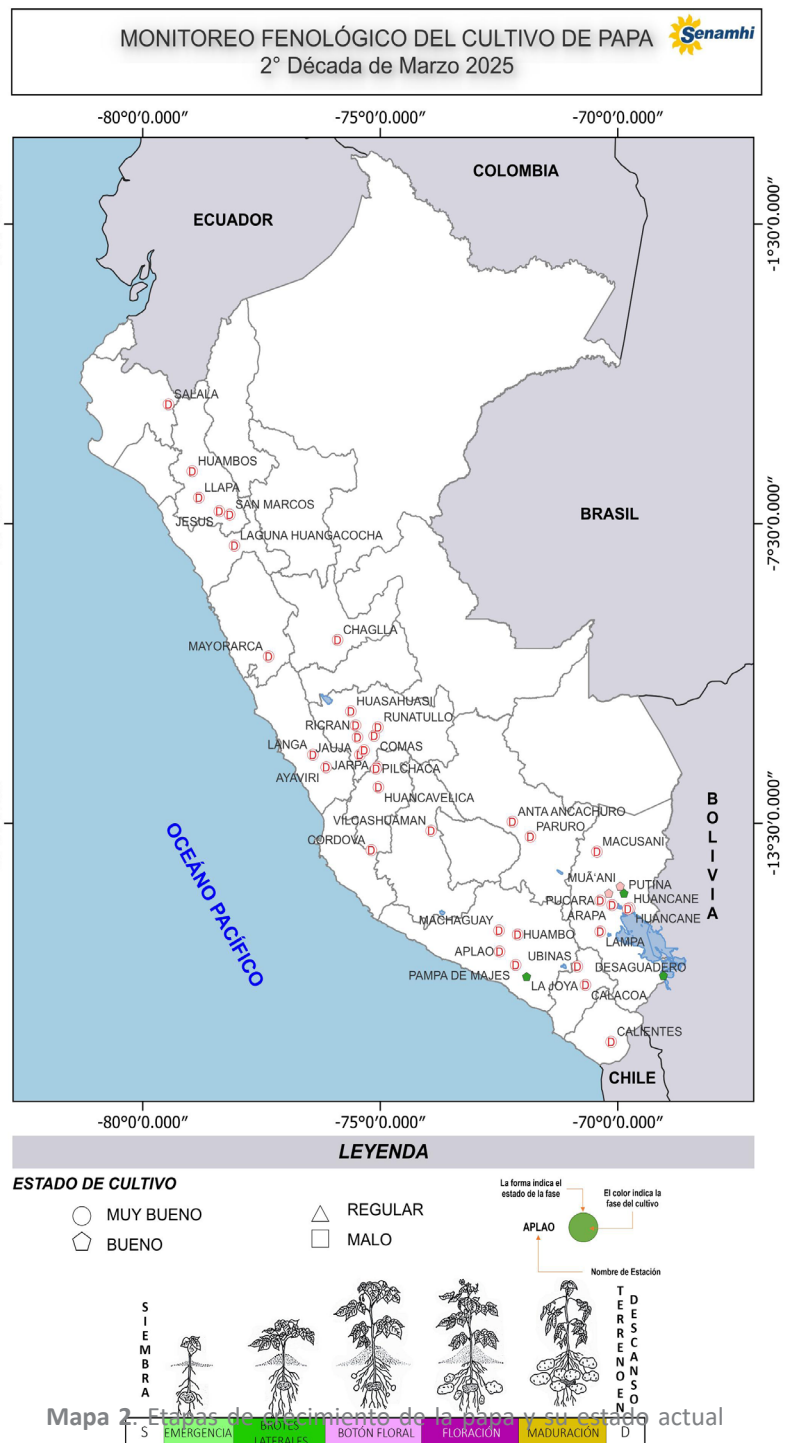 MONITOREO FENOLÓGICO DEL CULTIVO DE PAPA
2° Década de Marzo 2025
Senamhi
-80°0′0.000″ -75°0′0.000″ -70°0′0.000″
COLOMBIA
ECUADOR
-1°30′0.000″
D SALALA
D HUAMBOS
D LLAPA
D D SAN MARCOS
JESUS
BRASIL
-7°30′0.000″
D LAGUNA HUANGACOCHA
D CHAGLLA
MAYORARCA D
D HUASAHUASI
RICRAN D D RUNATULLO
D D
LANGA D JAUJA D D COMAS
AYAVIRI D JARPA D PILCHACA
D HUANCAVELICA
-13°30′0.000″
BOLIVIA
D ANTA ANCACHURO
VILCASHUAMAN D
D PARURO
CORDOVA D
D MACUSANI
OCEÁNO PACÍFICO
MUÃ‘ANI
PUTINA
PUCARA D HUANCANE
ARAPA D D HUANCANE
MACHAGUAY D D HUAMBO
D LAMPA
APLAO D
UBINAS D
DESAGUADERO
D
PAMPA DE MAJES
LA JOYA D
CALACOA
D CALIENTES
CHILE
-80°0′0.000″ -75°0′0.000″ -70°0′0.000″
LEYENDA
ESTADO DE CULTIVO
MUY BUENO
BUENO
REGULAR
MALO
La forma indica el
estado de la fase
El color indica la
fase del cultivo
APLAO
Nombre de Estación
SIEMBRA
TERRENO EN
DESCANSO
Mapa 2. Etapas de crecimiento de la papa y su estado actual
S EMERGENCIA BROTES LATERALES BOTÓN FLORAL FLORACIÓN MADURACIÓN D